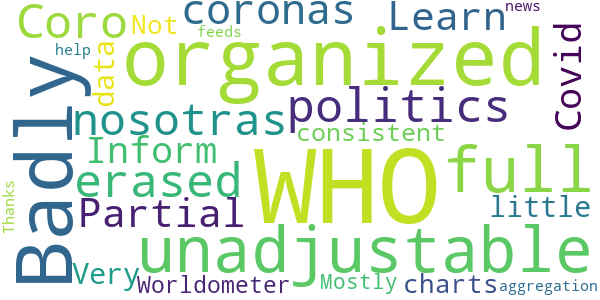 Coro
Not
coronas
Learn
news
feeds
help
data
organized
Covid
Badly
nosotras
politics
consistent
Inform
WHO
full
erased
Partial
little
Thanks
unadjustable
Very
Worldometer
Mostly
charts
aggregation